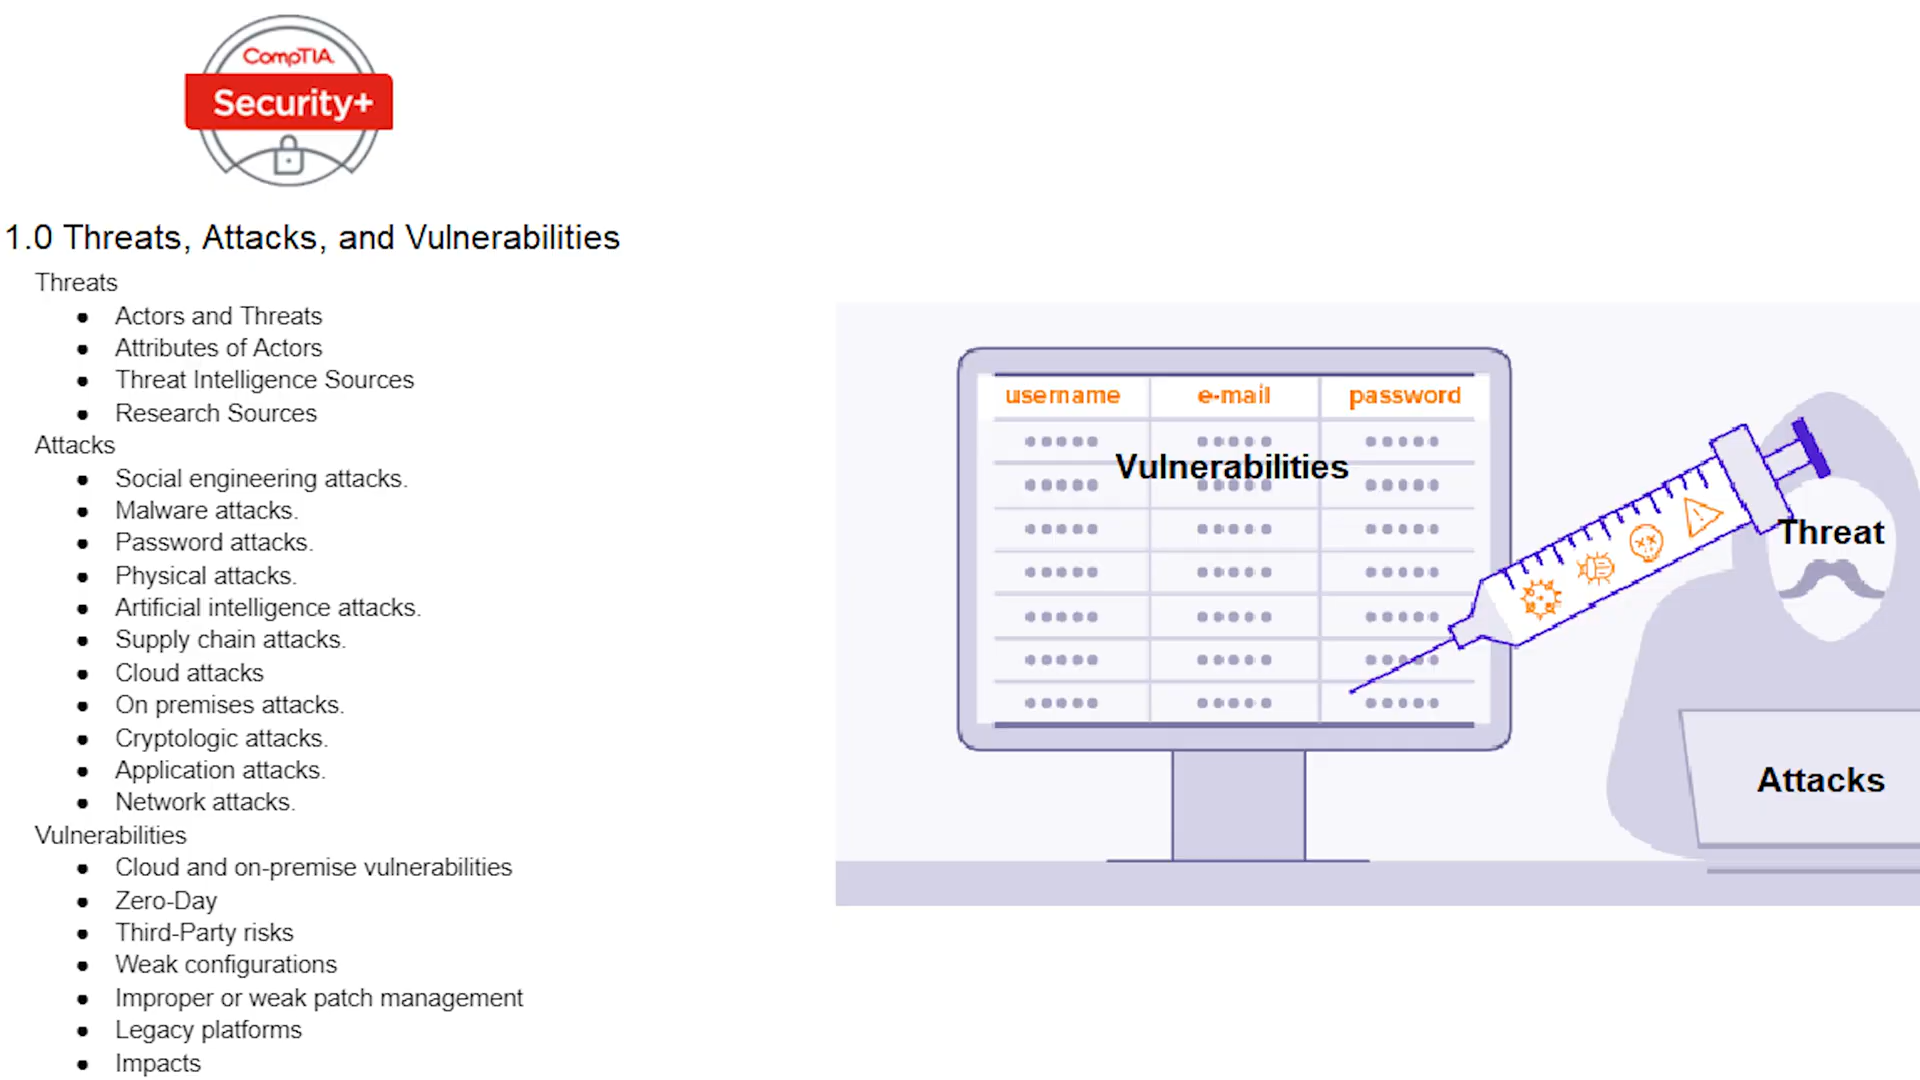 CompTIA.
Security+
1.0 Threats, Attacks, and Vulnerabilities
Threats
● Actors and Threats
● Attributes of Actors
● Threat Intelligence Sources
● Research Sources
Attacks
● Social engineering attacks.
● Malware attacks.
● Password attacks.
● Physical attacks.
● Artificial intelligence attacks.
● Supply chain attacks.
● Cloud attacks
● On premises attacks.
● Cryptologic attacks.
● Application attacks.
● Network attacks.
Vulnerabilities
● Cloud and on-premise vulnerabilities
● Zero-Day
● Third-Party risks
● Weak configurations
● Improper or weak patch management
● Legacy platforms
● Impacts
username e-mail password
Vulnerabilities
Threat
Attacks